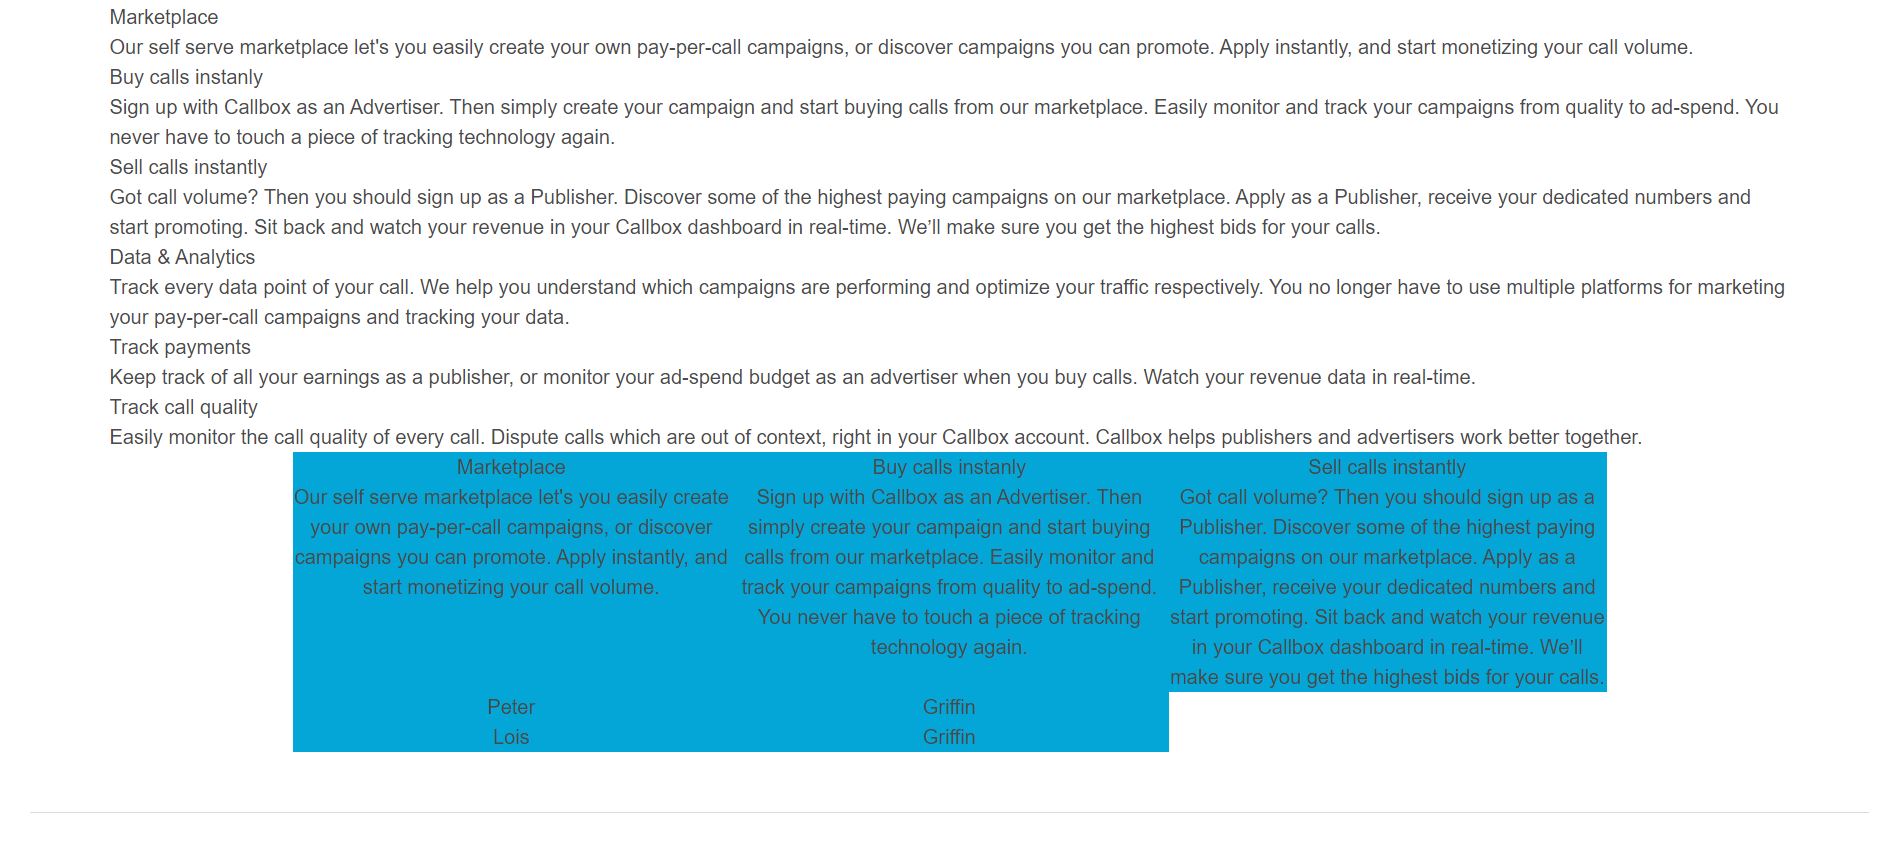 Marketplace
Our self serve marketplace let's you easily create your own pay-per-call campaigns, or discover campaigns you can promote. Apply instantly, and start monetizing your call volume.
Buy calls instanly
Sign up with Callbox as an Advertiser. Then simply create your campaign and start buying calls from our marketplace. Easily monitor and track your campaigns from quality to ad-spend. You
never have to touch a piece of tracking technology again.
Sell calls instantly
Got call volume? Then you should sign up as a Publisher. Discover some of the highest paying campaigns on our marketplace. Apply as a Publisher, receive your dedicated numbers and
start promoting. Sit back and watch your revenue in your Callbox dashboard in real-time. We’ll make sure you get the highest bids for your calls.
Data & Analytics
Track every data point of your call. We help you understand which campaigns are performing and optimize your traffic respectively. You no longer have to use multiple platforms for marketing
your pay-per-call campaigns and tracking your data.
Track payments
Keep track of all your earnings as a publisher, or monitor your ad-spend budget as an advertiser when you buy calls. Watch your revenue data in real-time.
Track call quality
Easily monitor the call quality of every call. Dispute calls which are out of context, right in your Callbox account. Callbox helps publishers and advertisers work better together.
Marketplace
Our self serve marketplace let's you easily create
your own pay-per-call campaigns, or discover
campaigns you can promote. Apply instantly, and
start monetizing your call volume.
Buy calls instanly
Sign up with Callbox as an Advertiser. Then
simply create your campaign and start buying
calls from our marketplace. Easily monitor and
track your campaigns from quality to ad-spend.
You never have to touch a piece of tracking
technology again.
Sell calls instantly
Got call volume? Then you should sign up as a
Publisher. Discover some of the highest paying
campaigns on our marketplace. Apply as a
Publisher, receive your dedicated numbers and
start promoting. Sit back and watch your revenue
in your Callbox dashboard in real-time. We’ll
make sure you get the highest bids for your calls.
Peter
Griffin
Lois
Griffin